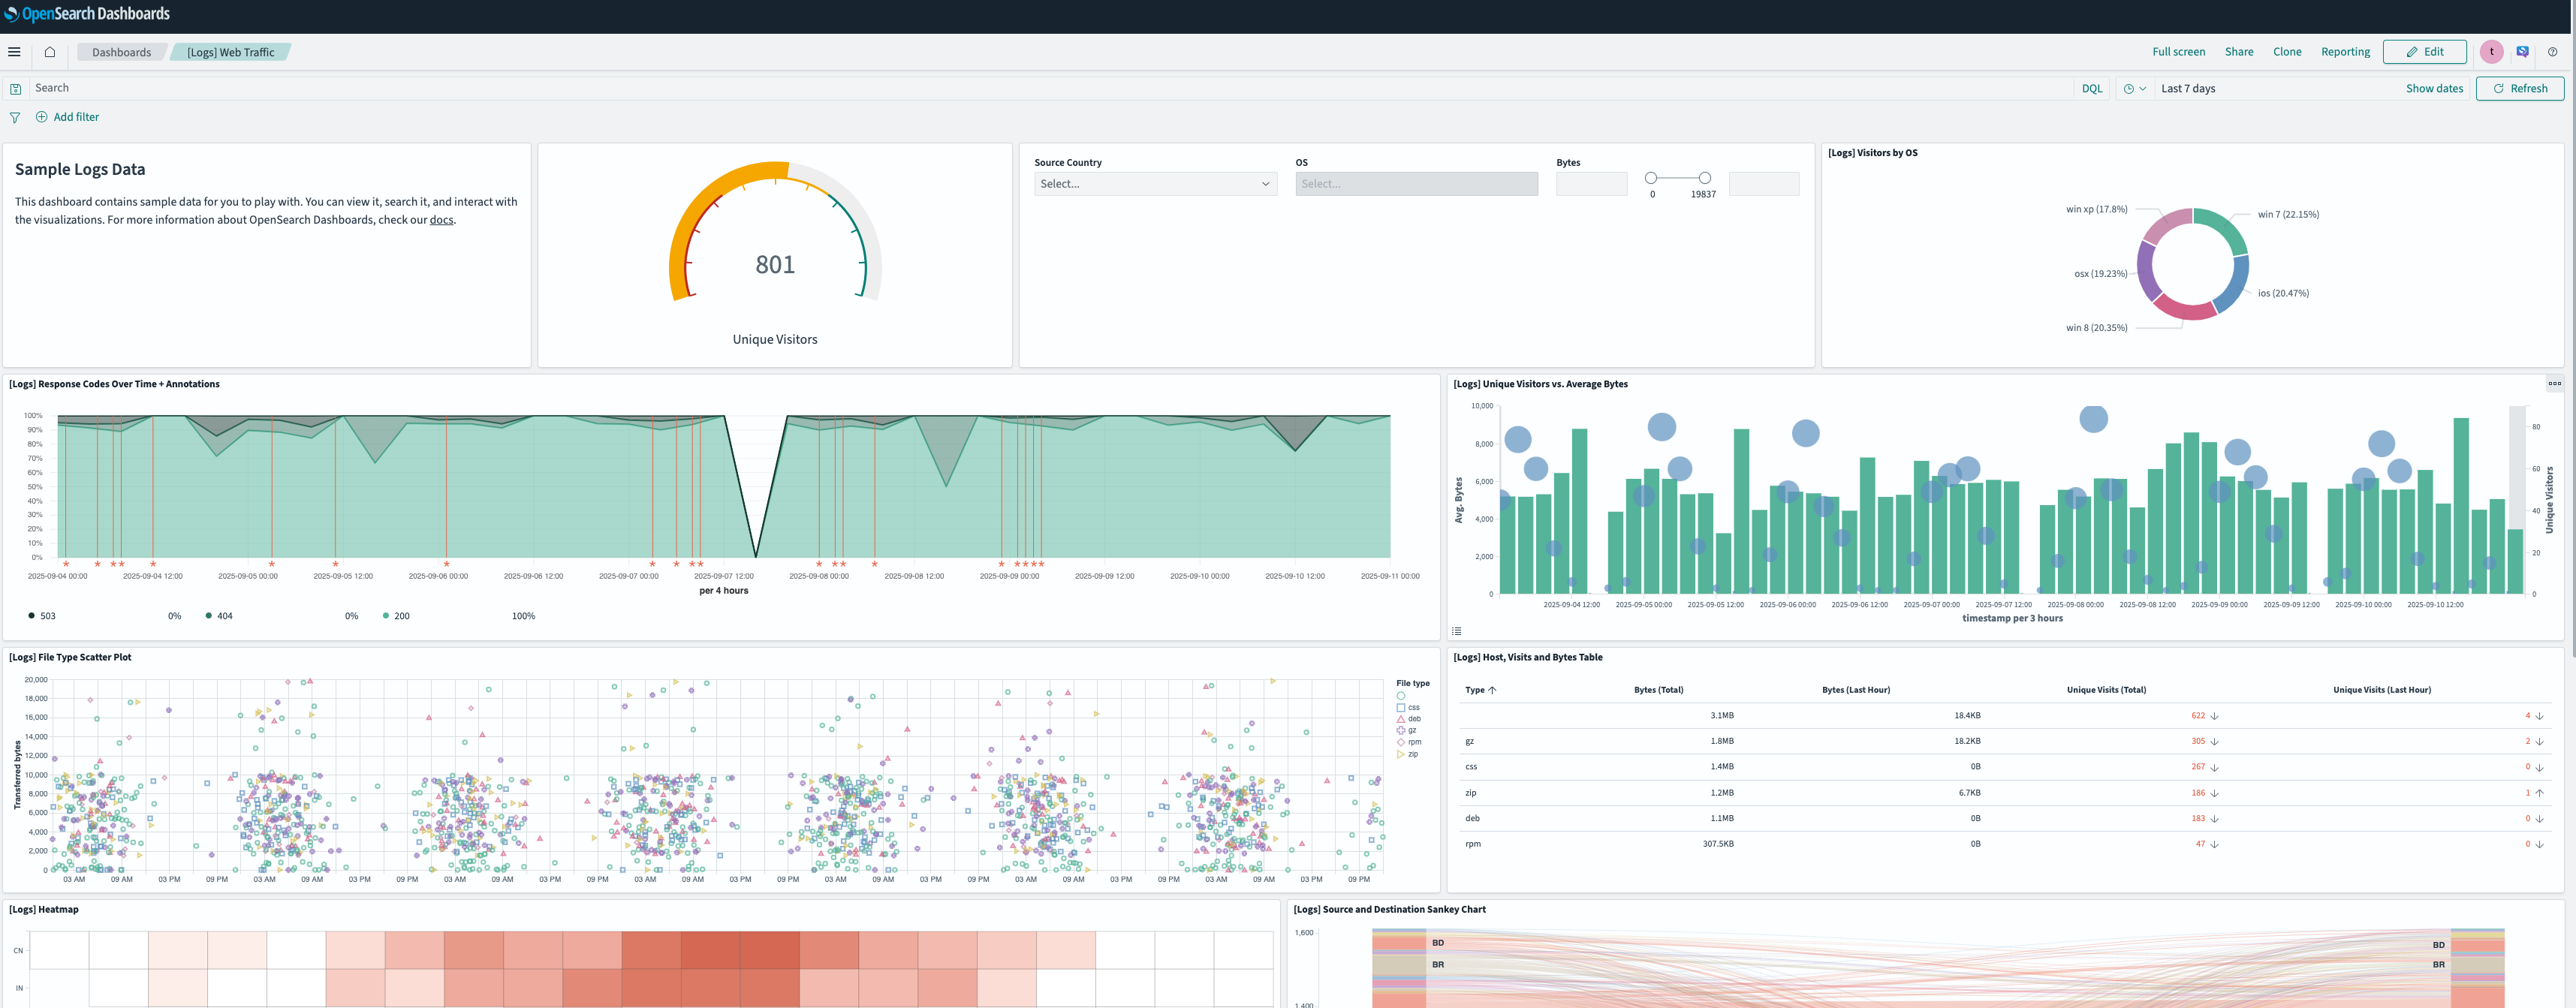 OpenSearch Dashboards
Dashboards
[Logs] Web Traffic
Full screen
Share
Clone
Reporting
Edit
t
Search
DQL
Last 7 days
Show dates
Refresh
Add filter
Sample Logs Data
This dashboard contains sample data for you to play with. You can view it, search it, and interact with
the visualizations. For more information about OpenSearch Dashboards, check our docs.
801
Unique Visitors
Source Country
Select...
OS
Select...
Bytes
0
19837
[Logs] Visitors by OS
win xp (17.8%)
win 7 (22.15%)
osx (19.23%)
ios (20.47%)
win 8 (20.35%)
[Logs] Response Codes Over Time + Annotations
100%
90%
80%
70%
60%
50%
40%
30%
20%
10%
0%
2025-09-04 00:00
2025-09-04 12:00
2025-09-05 00:00
2025-09-05 12:00
2025-09-06 00:00
2025-09-06 12:00
2025-09-07 00:00
2025-09-07 12:00
2025-09-08 00:00
2025-09-08 12:00
2025-09-09 00:00
2025-09-09 12:00
2025-09-10 00:00
2025-09-10 12:00
2025-09-11 00:00
per 4 hours
503 0%
404 0%
200 100%
[Logs] Unique Visitors vs. Average Bytes
10,000
8,000
6,000
4,000
2,000
0
Avg. Bytes
80
60
40
20
0
Unique Visitors
2025-09-04 12:00
2025-09-05 00:00
2025-09-05 12:00
2025-09-06 00:00
2025-09-06 12:00
2025-09-07 00:00
2025-09-07 12:00
2025-09-08 00:00
2025-09-08 12:00
2025-09-09 00:00
2025-09-09 12:00
2025-09-10 00:00
2025-09-10 12:00
timestamp per 3 hours
[Logs] File Type Scatter Plot
Transferred bytes
20,000
18,000
16,000
14,000
12,000
10,000
8,000
6,000
4,000
2,000
0
03 AM
09 AM
03 PM
09 PM
03 AM
09 AM
03 PM
09 PM
03 AM
09 AM
03 PM
09 PM
03 AM
09 AM
03 PM
09 PM
03 AM
09 AM
03 PM
09 PM
03 AM
09 AM
03 PM
09 PM
03 AM
09 AM
03 PM
09 PM
File type
css
deb
gz
rpm
zip
[Logs] Host, Visits and Bytes Table
Type Bytes (Total) Bytes (Last Hour) Unique Visits (Total) Unique Visits (Last Hour)
3.1MB 18.4KB 622 4
gz 1.8MB 18.2KB 305 2
css 1.4MB 0B 267 0
zip 1.2MB 6.7KB 186 1
deb 1.1MB 0B 183 0
rpm 307.5KB 0B 47 0
[Logs] Heatmap
CN
IN
[Logs] Source and Destination Sankey Chart
1,600
1,400
BD
BR
BD
BR